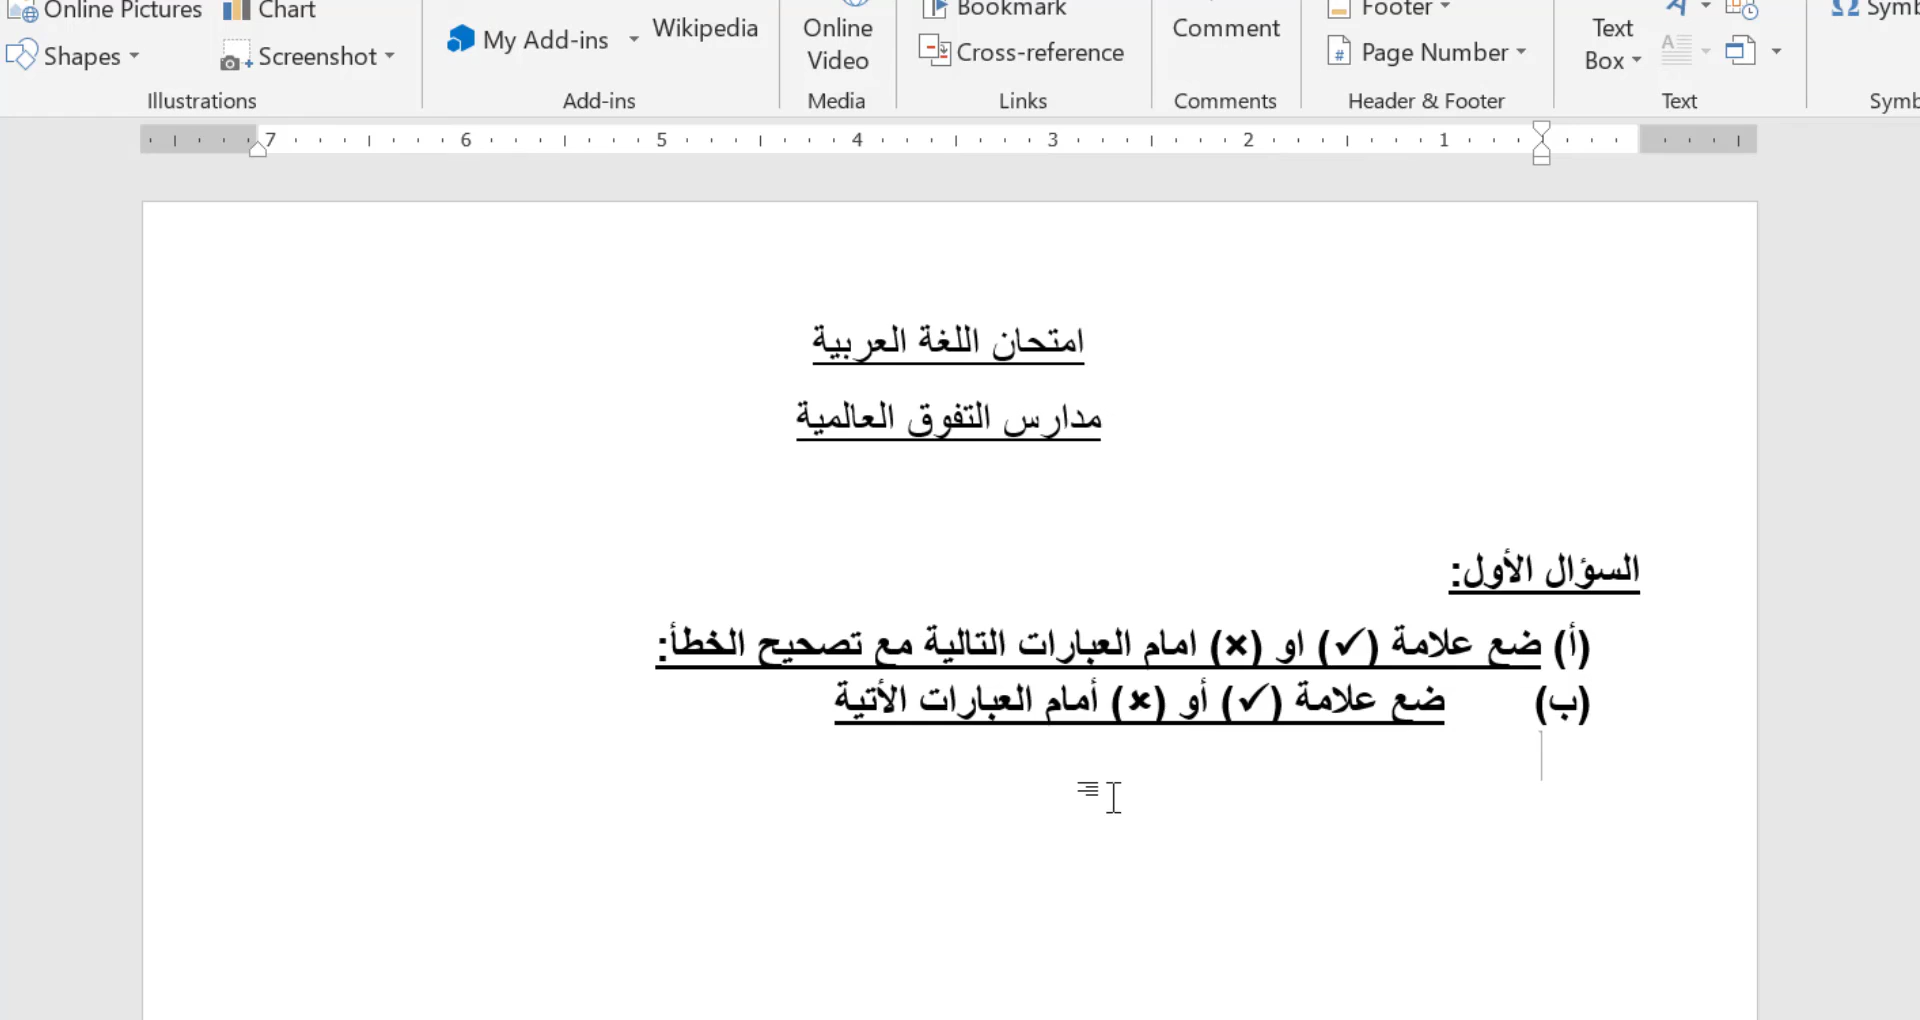 Online Pictures
Chart
Shapes
Screenshot
Illustrations
My Add-ins
Wikipedia
Add-ins
Online Video
Media
Bookmark
Cross-reference
Links
Comment
Comments
Footer
Page Number
Header & Footer
Text Box
Text
7 6 5 4 3 2 1
امتحان اللغة العربية
مدارس التفوق العالمية
السؤال الأول:
(أ) ضع علامة (✓) او (×) امام العبارات التالية مع تصحيح الخطأ:
(ب) ضع علامة (✓) أو (×) أمام العبارات الأتية